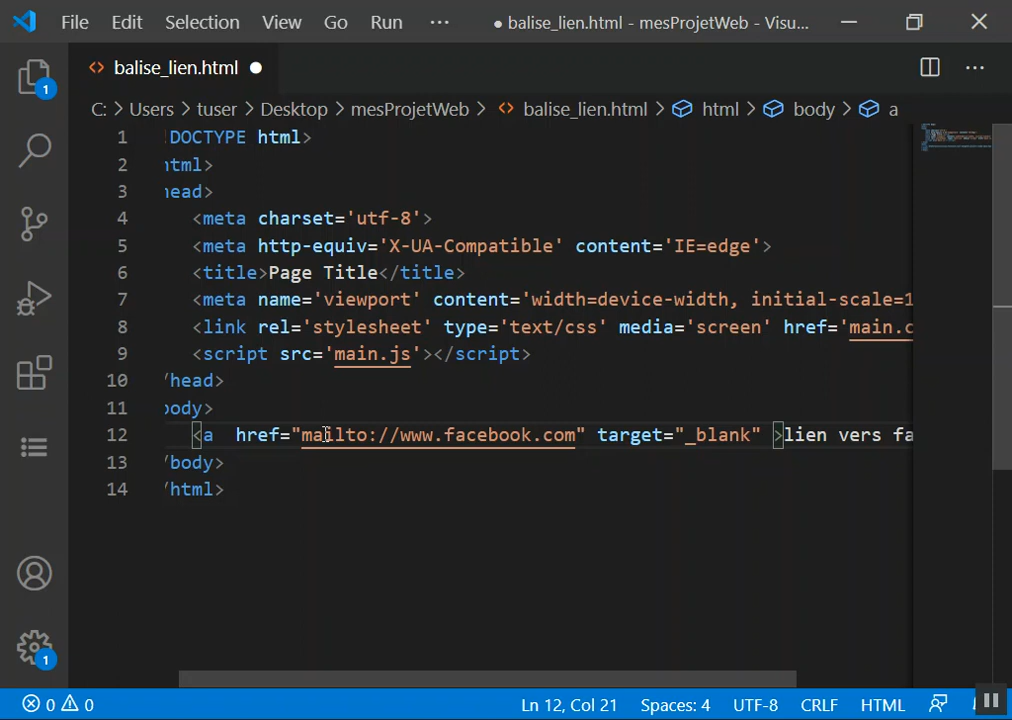 File Edit Selection View Go Run ··· ● balise_lien.html - mesProjetWeb - Visu...
<> balise_lien.html ●
C: > Users > tuser > Desktop > mesProjetWeb > <> balise_lien.html > html > body > a
1 !DOCTYPE html>
2 html>
3 head>
4 <meta charset='utf-8'>
5 <meta http-equiv='X-UA-Compatible' content='IE=edge'>
6 <title>Page Title</title>
7 <meta name='viewport' content='width=device-width, initial-scale=1
8 <link rel='stylesheet' type='text/css' media='screen' href='main.c
9 <script src='main.js'></script>
10 /head>
11 body>
12 <a  href="mailto://www.facebook.com" target="_blank" >lien vers fa
13 /body>
14 /html>
1
1
0 0 Ln 12, Col 21 Spaces: 4 UTF-8 CRLF HTML